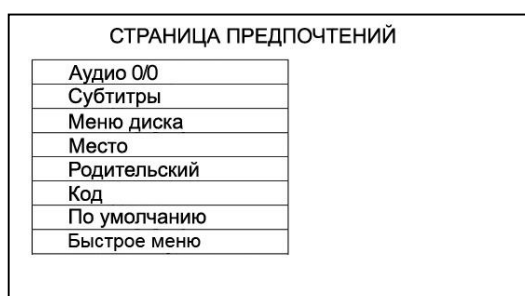 СТРАНИЦА ПРЕДПОЧТЕНИЙ
Аудио 0/0
Субтитры
Меню диска
Место
Родительский
Код
По умолчанию
Быстрое меню